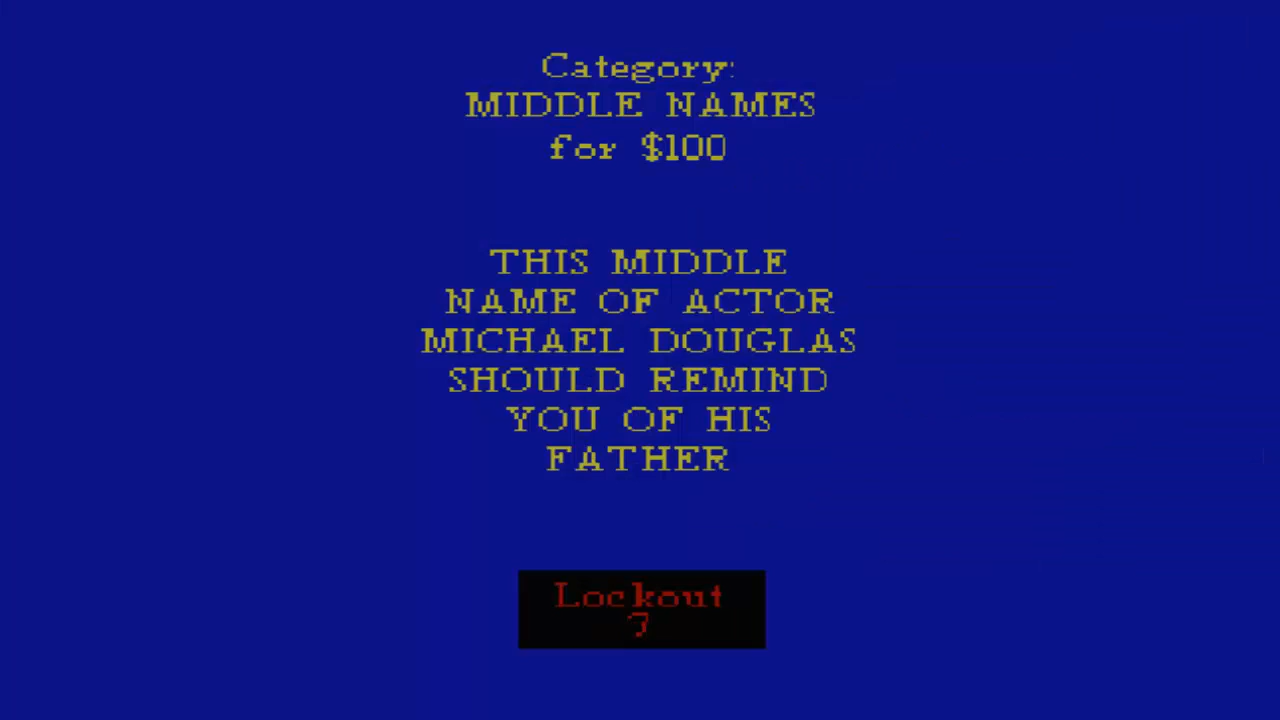 Category:
MIDDLE NAMES
for $100
THIS MIDDLE
NAME OF ACTOR
MICHAEL DOUGLAS
SHOULD REMIND
YOU OF HIS
FATHER
Lockout
7